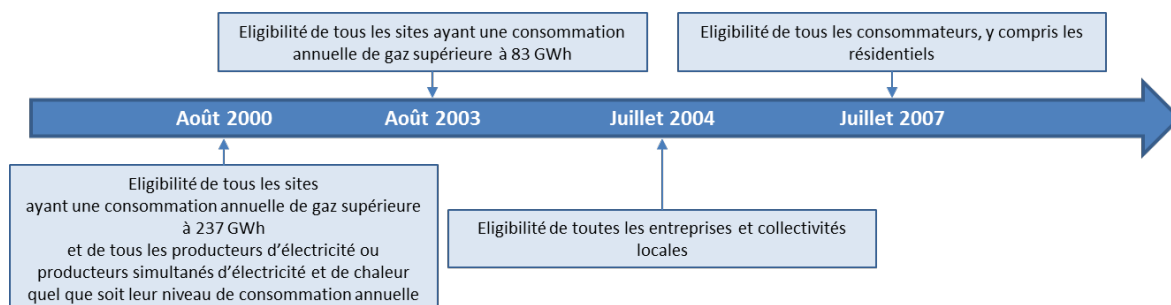 Eligibilité de tous les sites ayant une consommation
annuelle de gaz supérieure à 83 GWh
Eligibilité de tous les consommateurs, y compris les
résidentiels
Août 2000
Août 2003
Juillet 2004
Juillet 2007
Eligibilité de tous les sites
ayant une consommation annuelle de gaz supérieure
à 237 GWh
et de tous les producteurs d’électricité ou
producteurs simultanés d’électricité et de chaleur
quel que soit leur niveau de consommation annuelle
Eligibilité de toutes les entreprises et collectivités
locales